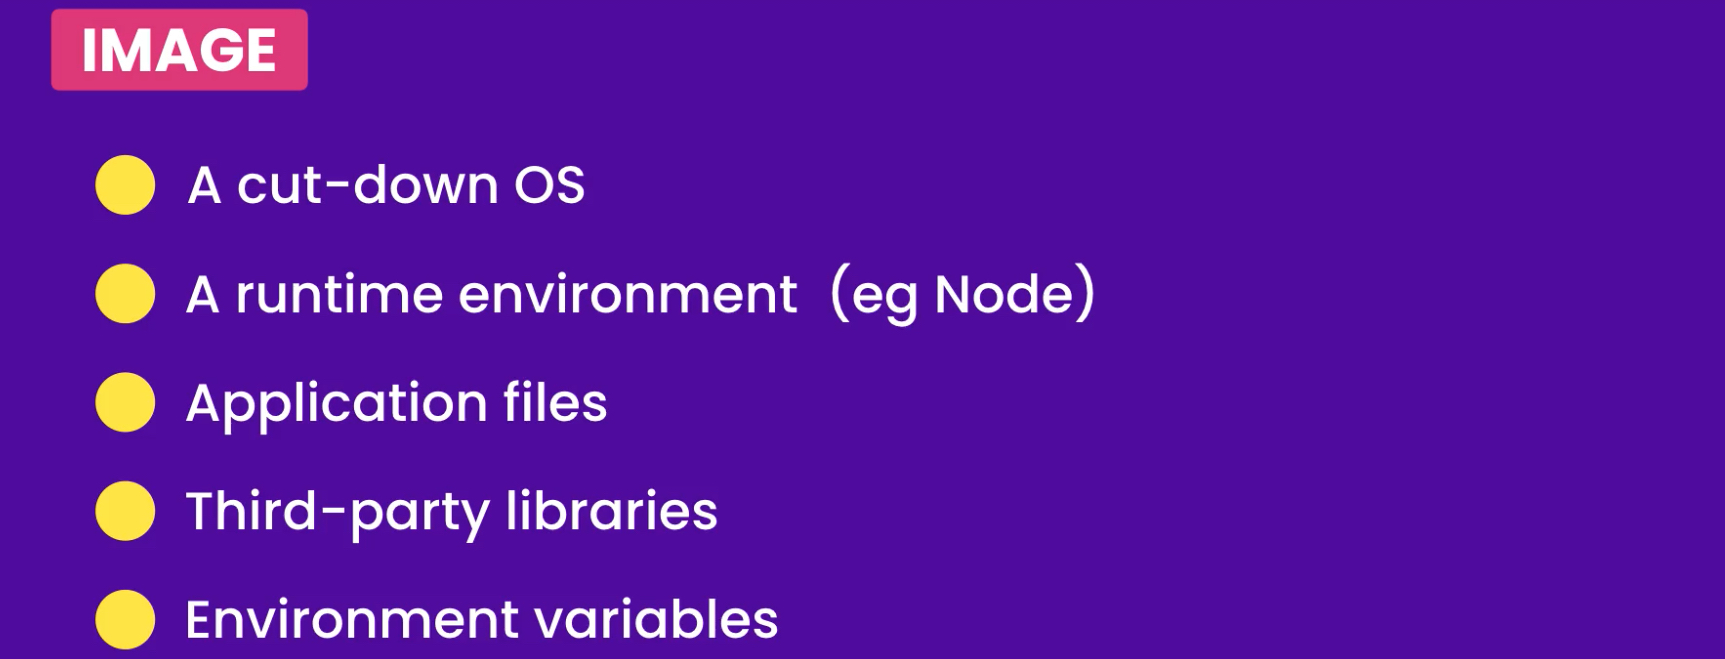 IMAGE
A cut-down OS
A runtime environment (eg Node)
Application files
Third-party libraries
Environment variables